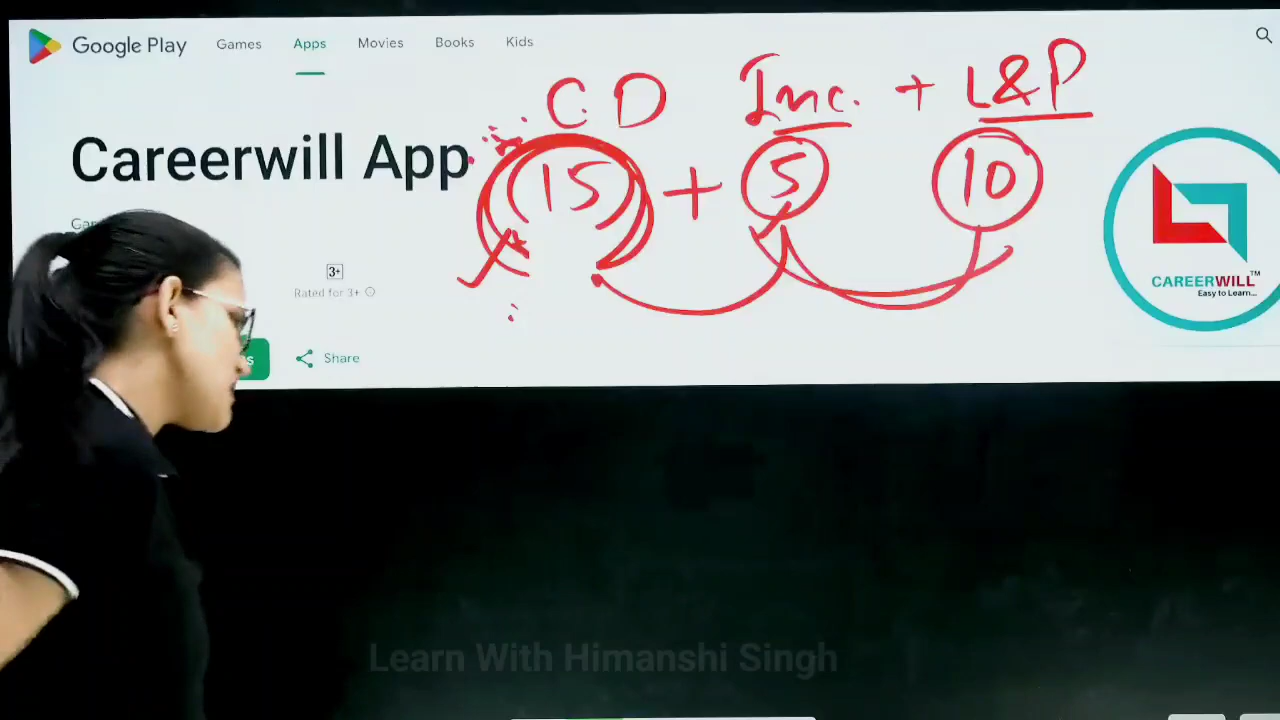 Google Play Games Apps Movies Books Kids
CD Inc. + L&P
Careerwill App
(15) + 5 10
3+
Rated for 3+
CAREERWILL™
Easy to Learn...
Share
Learn With Himanshi Singh